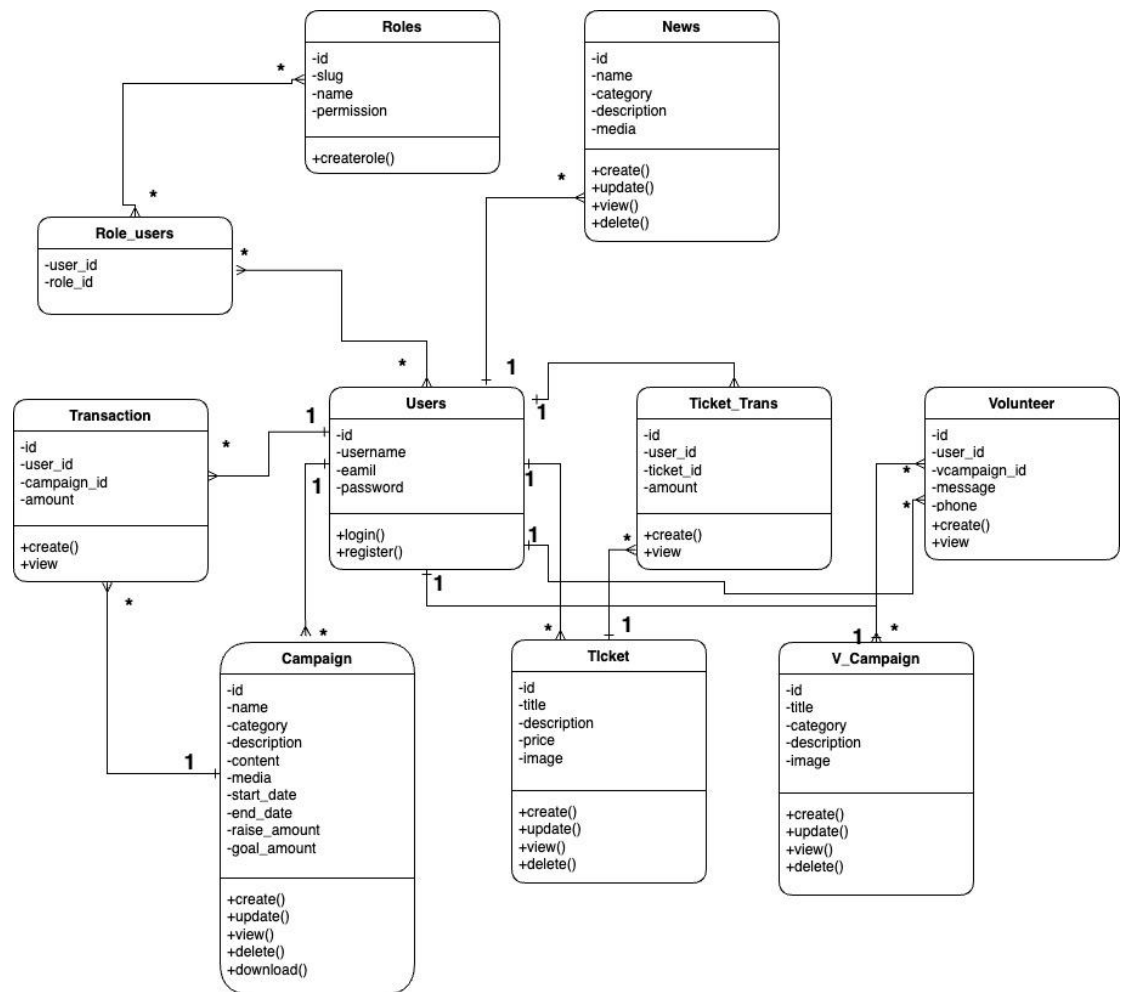 Roles
-id
-slug
-name
-permission
+createrole()
*
*
News
-id
-name
-category
-description
-media
+create()
+update()
+view()
+delete()
*
1
Role_users
-user_id
-role_id
*
*
Transaction
-id
-user_id
-campaign_id
-amount
+create()
+view
*
*
Users
-id
-username
-eamil
-password
+login()
+register()
1
1
1
1
1
1
Ticket_Trans
-id
-user_id
-ticket_id
-amount
+create()
+view
*
Volunteer
-id
-user_id
-vcampaign_id
-message
-phone
+create()
+view
*
*
Campaign
-id
-name
-category
-description
-content
-media
-start_date
-end_date
-raise_amount
-goal_amount
+create()
+update()
+view()
+delete()
+download()
*
1
TIcket
-id
-title
-description
-price
-image
+create()
+update()
+view()
+delete()
*
1
V_Campaign
-id
-title
-category
-description
-image
+create()
+update()
+view()
+delete()
1
*